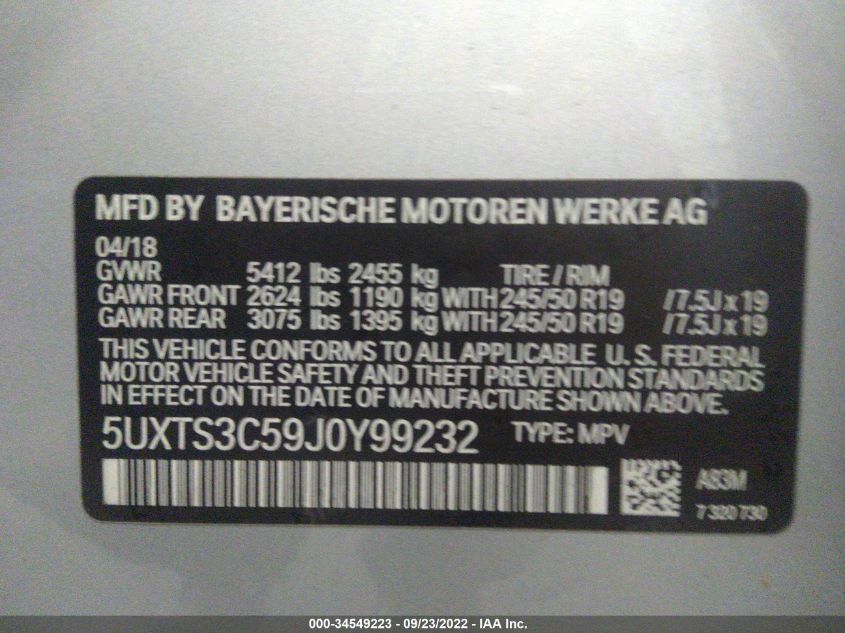 MFD BY BAYERISCHE MOTOREN WERKE AG
04/18
GVWR 5412 lbs 2455 kg TIRE / RIM
GAWR FRONT 2624 lbs 1190 kg WITH 245/50 R19 /7.5J x 19
GAWR REAR 3075 lbs 1395 kg WITH 245/50 R19 /7.5J x 19
THIS VEHICLE CONFORMS TO ALL APPLICABLE U. S. FEDERAL
MOTOR VEHICLE SAFETY AND THEFT PREVENTION STANDARDS
IN EFFECT ON THE DATE OF MANUFACTURE SHOWN ABOVE.
5UXTS3C59J0Y99232 TYPE: MPV
A83M
7 320 730
000-34549223 - 09/23/2022 - IAA Inc.